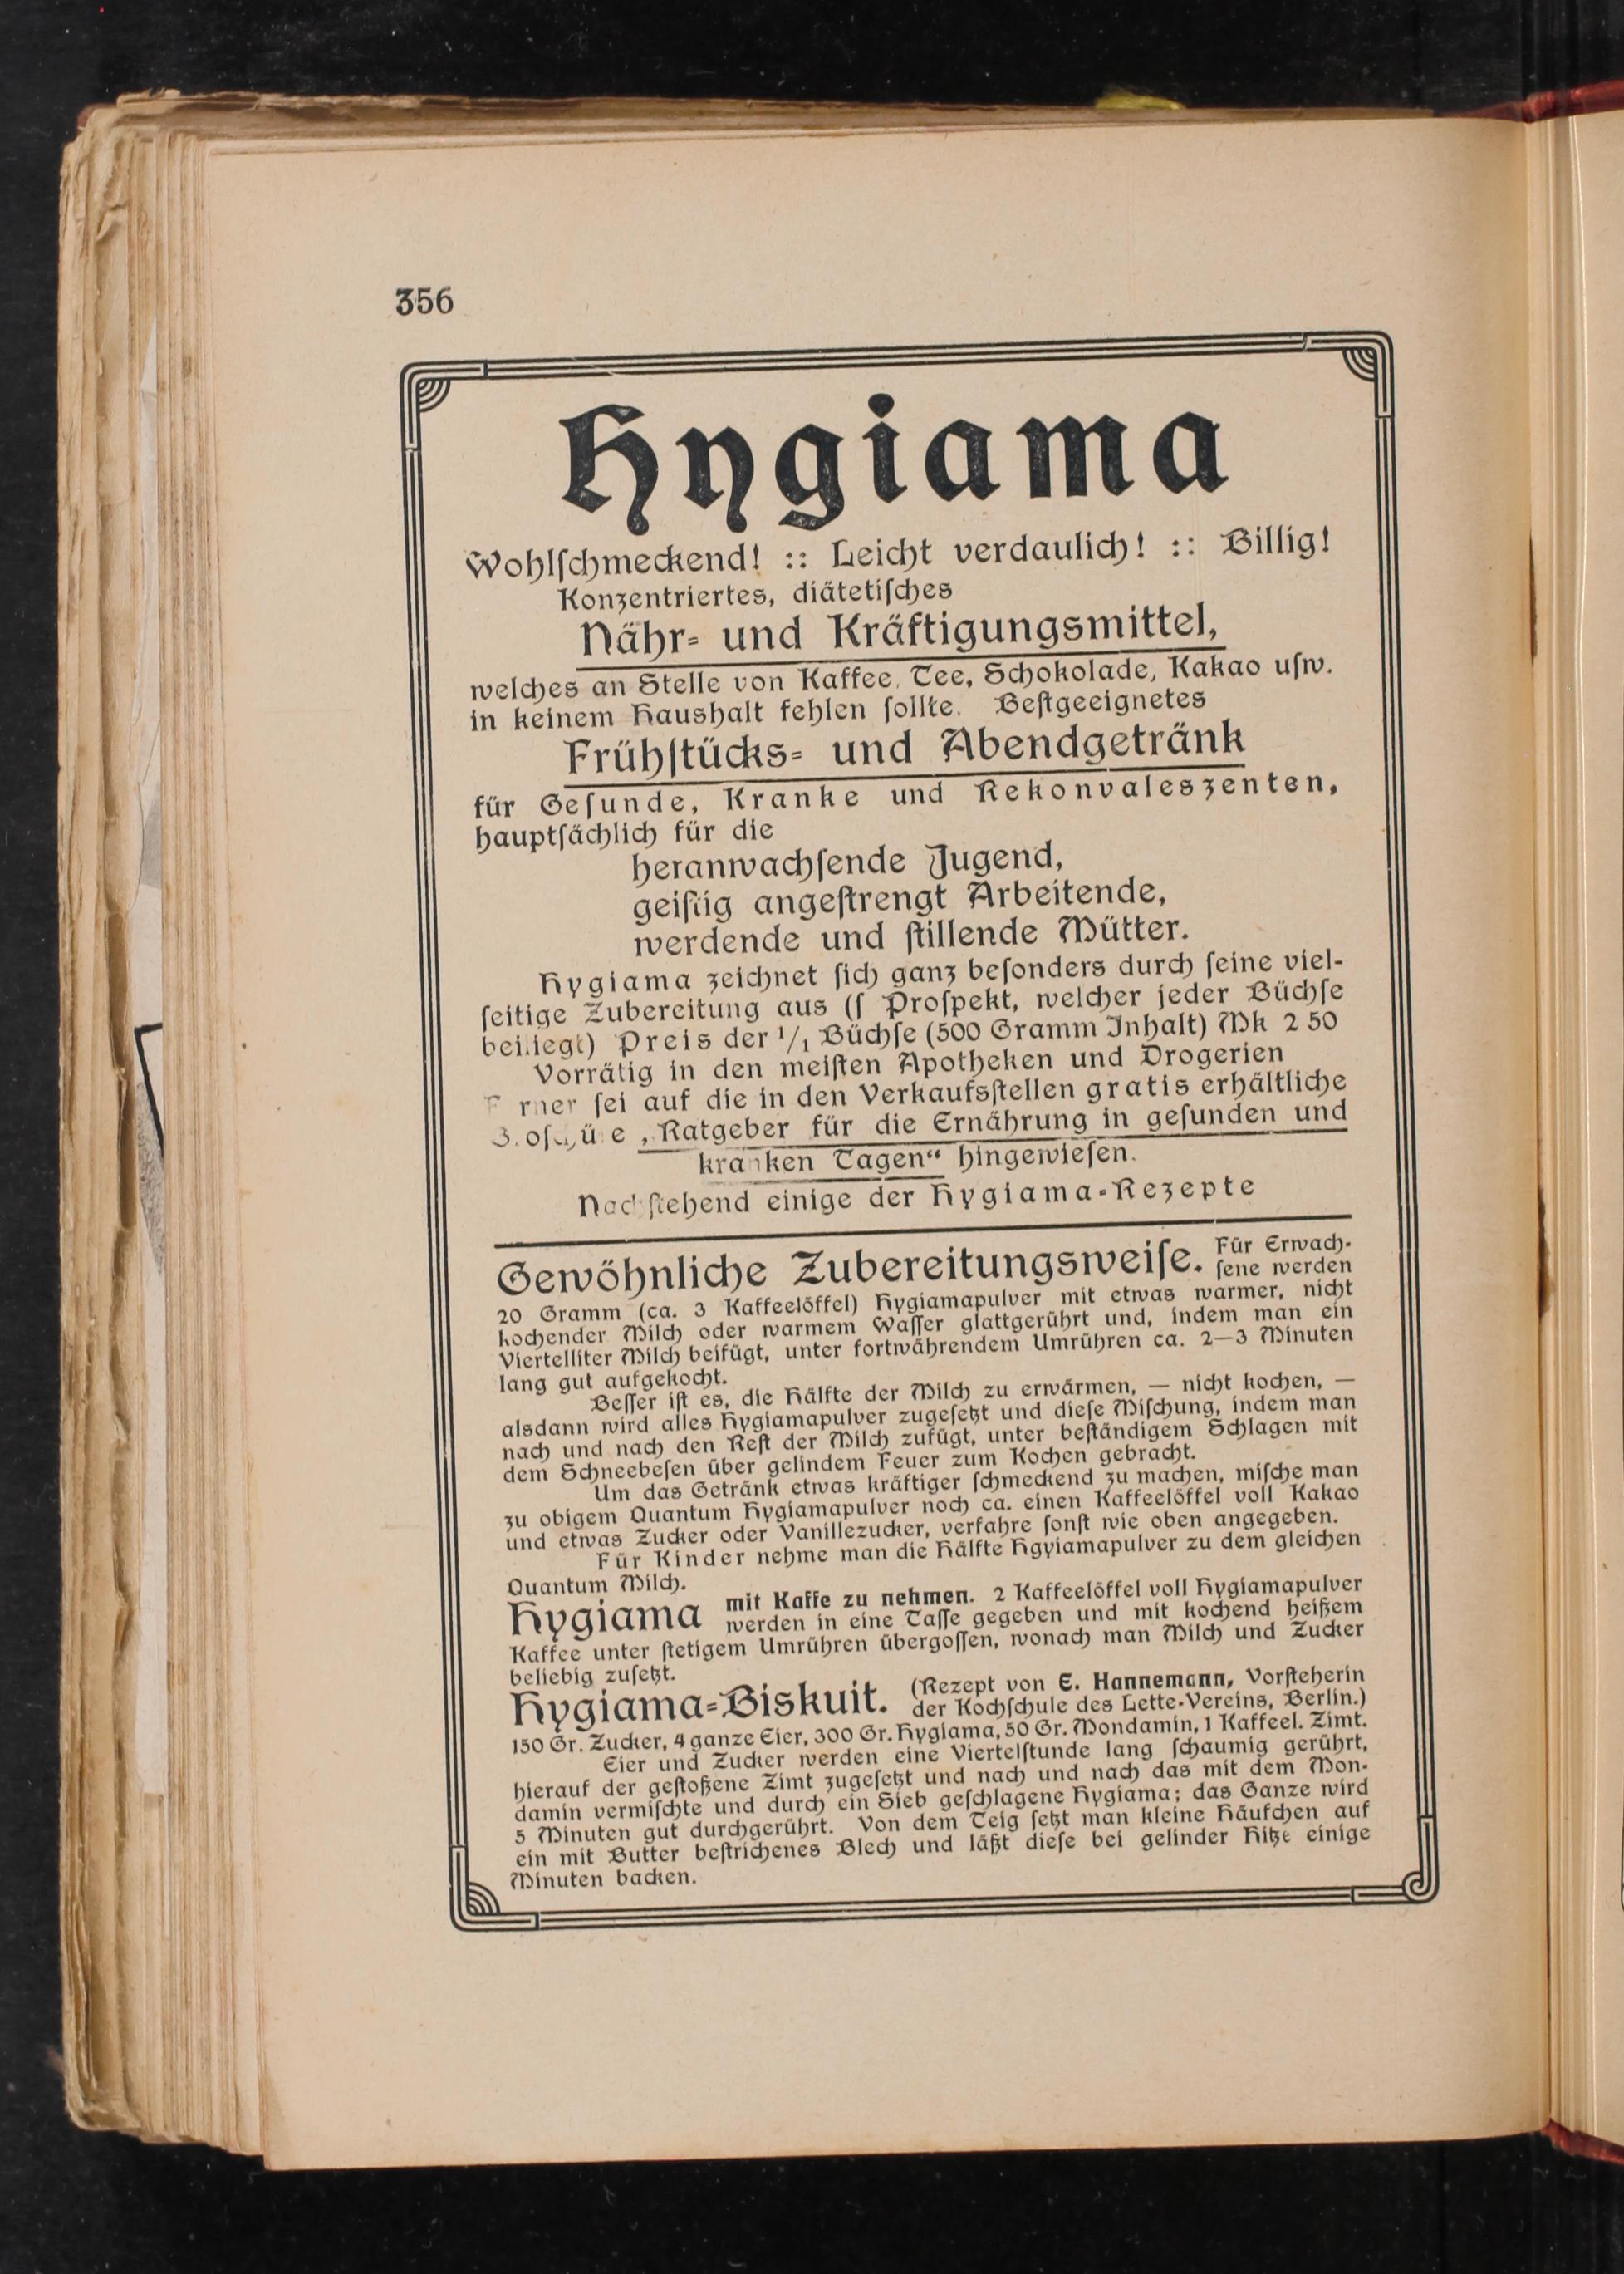 356
Hygiama
Wohlſchmeckend! :: Leicht verdaulich! :: Billig!
Konzentriertes, diätetiſches
Nähr= und Kräftigungsmittel,
welches an Stelle von Kaffee, Tee, Schokolade, Kakao uſw.
in keinem Haushalt fehlen ſollte. Beſtgeeignetes
Frühſtücks= und Abendgetränk
für Geſunde, Kranke und Rekonvaleszenten,
hauptſächlich für die
heranwachſende Jugend,
geiſtig angeſtrengt Arbeitende,
werdende und ſtillende Mütter.
Hygiama zeichnet ſich ganz beſonders durch ſeine viel-
ſeitige Zubereitung aus (ſ Proſpekt, welcher jeder Büchſe
beiliegt) Preis der 1/1 Büchſe (500 Gramm Inhalt) Mk 2 50
Vorrätig in den meiſten Apotheken und Drogerien
F rner ſei auf die in den Verkaufsſtellen gratis erhältliche
„Ratgeber für die Ernährung in geſunden und
kranken Tagen“ hingewieſen.
Nachſtehend einige der Hygiama-Rezepte
Gewöhnliche Zubereitungsweiſe. Für Erwach-
ſene werden
20 Gramm (ca. 3 Kaffeelöffel) Hygiamapulver mit etwas warmer, nicht
kochender Milch oder warmem Waſſer glattgerührt und, indem man ein
Viertelliter Milch beifügt, unter fortwährendem Umrühren ca. 2—3 Minuten
lang gut aufgekocht.
Beſſer iſt es, die Hälfte der Milch zu erwärmen, — nicht kochen, —
alsdann wird alles Hygiamapulver zugeſetzt und dieſe Miſchung, indem man
nach und nach den Reſt der Milch zufügt, unter beſtändigem Schlagen mit
dem Schneebeſen über gelindem Feuer zum Kochen gebracht.
Um das Getränk etwas kräftiger ſchmeckend zu machen, miſche man
zu obigem Quantum Hygiamapulver noch ca. einen Kaffeelöffel voll Kakao
und etwas Zucker oder Vanillezucker, verfahre ſonſt wie oben angegeben.
Für Kinder nehme man die Hälfte Hgyiamapulver zu dem gleichen
Quantum Milch.
Hygiama mit Kaffe zu nehmen. 2 Kaffeelöffel voll Hygiamapulver
werden in eine Taſſe gegeben und mit kochend heißem
Kaffee unter ſtetigem Umrühren übergoſſen, wonach man Milch und Zucker
beliebig zuſetzt.
Hygiama=Biskuit. (Rezept von E. Hannemann, Vorſteherin
der Kochſchule des Lette-Vereins, Berlin.)
150 Gr. Zucker, 4 ganze Eier, 300 Gr. Hygiama, 50 Gr. Mondamin, 1 Kaffeel. Zimt.
Eier und Zucker werden eine Viertelſtunde lang ſchaumig gerührt,
hierauf der geſtoßene Zimt zugeſetzt und nach und nach das mit dem Mon-
damin vermiſchte und durch ein Sieb geſchlagene Hygiama; das Ganze wird
5 Minuten gut durchgerührt. Von dem Teig ſetzt man kleine Häufchen auf
ein mit Butter beſtrichenes Blech und läßt dieſe bei gelinder Hitze einige
Minuten backen.